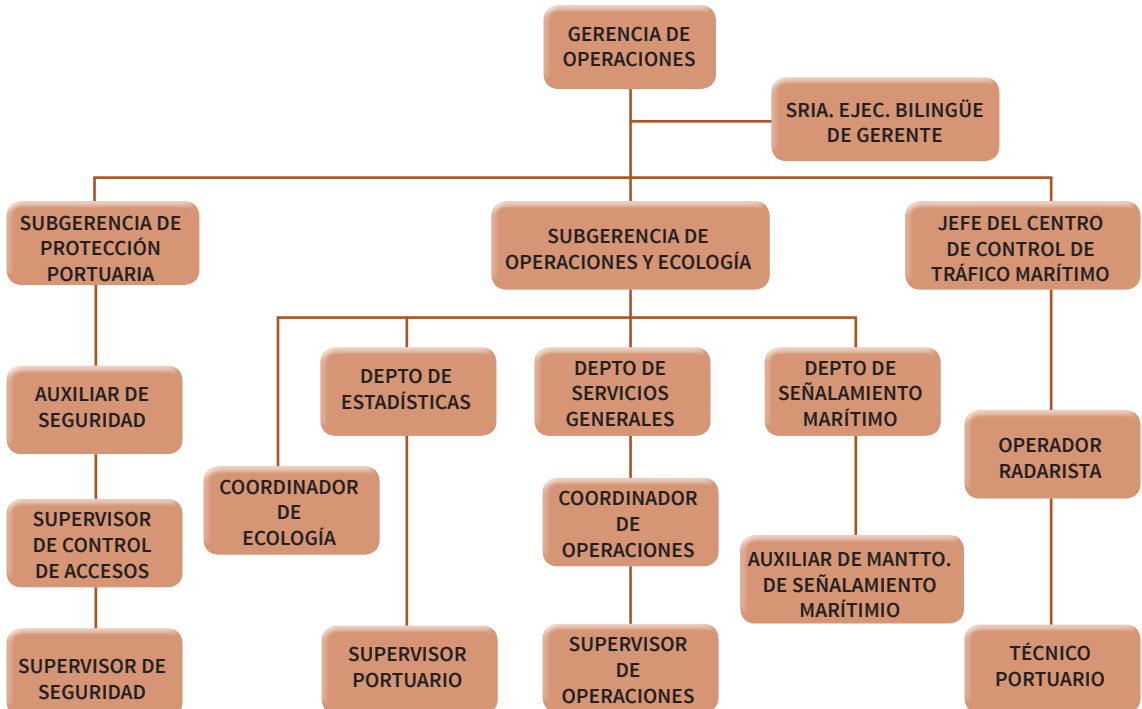 GERENCIA DE
OPERACIONES
SRIA. EJEC. BILINGÜE
DE GERENTE
SUBGERENCIA DE
PROTECCIÓN
PORTUARIA
SUBGERENCIA DE
OPERACIONES Y ECOLOGÍA
JEFE DEL CENTRO
DE CONTROL DE
TRÁFICO MARÍTIMO
AUXILIAR DE
SEGURIDAD
DEPTO DE
ESTADÍSTICAS
DEPTO DE
SERVICIOS
GENERALES
DEPTO DE
SEÑALAMIENTO
MARÍTIMO
OPERADOR
RADARISTA
COORDINADOR
DE
ECOLOGÍA
COORDINADOR
DE
OPERACIONES
SUPERVISOR
DE CONTROL
DE ACCESOS
AUXILIAR DE MANTTO.
DE SEÑALAMIENTO
MARÍTIMIO
SUPERVISOR DE
SEGURIDAD
SUPERVISOR
PORTUARIO
SUPERVISOR
DE
OPERACIONES
TÉCNICO
PORTUARIO